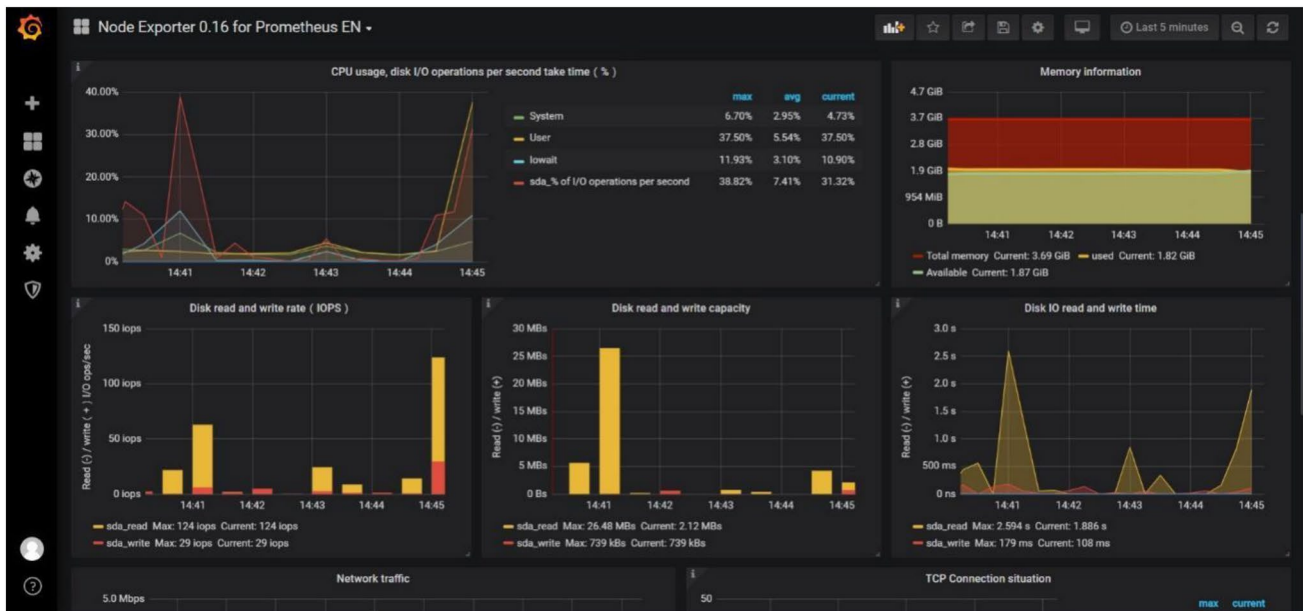 Node Exporter 0.16 for Prometheus EN
Last 5 minutes
CPU usage, disk I/O operations per second take time ( % )
40.00%
30.00%
20.00%
10.00%
0%
14:41 14:42 14:43 14:44 14:45
max avg current
System 6.70% 2.95% 4.73%
User 37.50% 5.54% 37.50%
Iowait 11.93% 3.10% 10.90%
sda_% of I/O operations per second 38.82% 7.41% 31.32%
Memory information
4.7 GiB
3.7 GiB
2.8 GiB
1.9 GiB
954 MiB
0 B
14:41 14:42 14:43 14:44 14:45
Total memory Current: 3.69 GiB used Current: 1.82 GiB
Available Current: 1.87 GiB
Disk read and write rate ( IOPS )
Read (-) / write ( + ) I/O ops/sec
150 iops
100 iops
50 iops
0 iops
14:41 14:42 14:43 14:44 14:45
sda_read Max: 124 iops Current: 124 iops
sda_write Max: 29 iops Current: 29 iops
Disk read and write capacity
Read (-) / write (+)
30 MBs
25 MBs
20 MBs
15 MBs
10 MBs
5 MBs
0 Bs
14:41 14:42 14:43 14:44 14:45
sda_read Max: 26.48 MBs Current: 2.12 MBs
sda_write Max: 739 kBs Current: 739 kBs
Disk IO read and write time
Read (-) / write (+)
3.0 s
2.5 s
2.0 s
1.5 s
1.0 s
500 ms
0 ns
14:41 14:42 14:43 14:44 14:45
sda_read Max: 2.594 s Current: 1.886 s
sda_write Max: 179 ms Current: 108 ms
Network traffic
5.0 Mbps
TCP Connection situation
50
max current